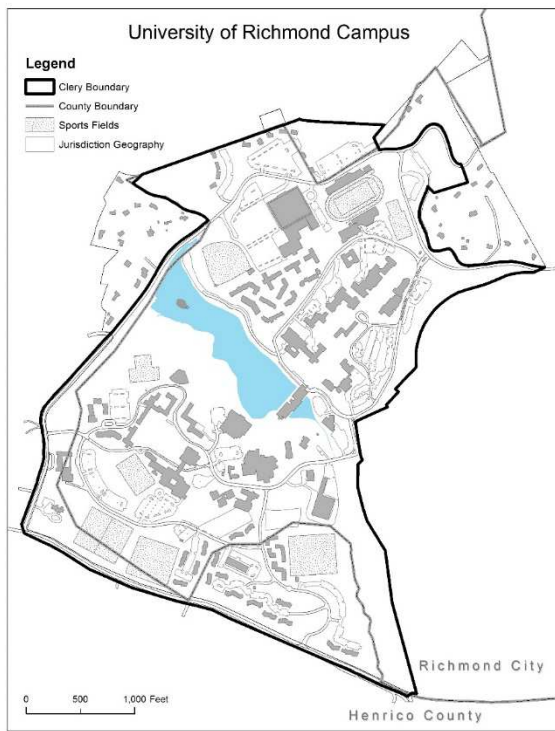 University of Richmond Campus
Legend
Clery Boundary
County Boundary
Sports Fields
Jurisdiction Geography
Richmond City
Henrico County
0 500 1,000 Feet